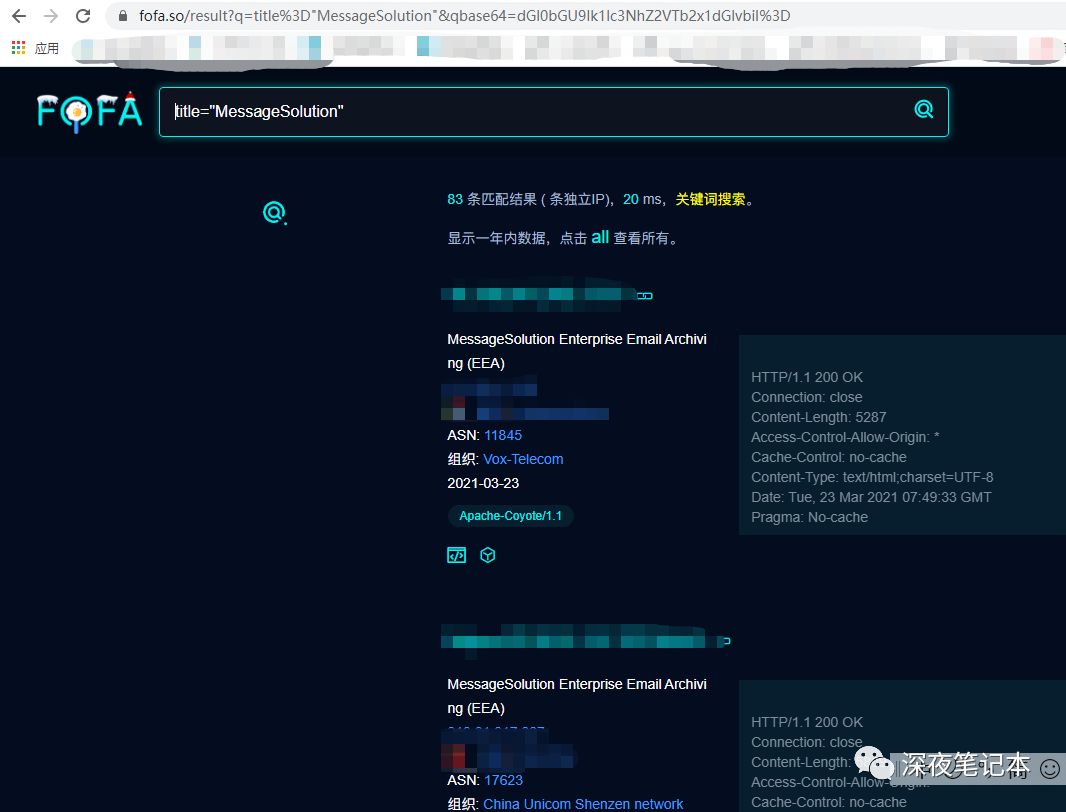 fofa.so/result?q=title%3D"MessageSolution"&qbase64=dGl0bGU9Ik1lc3NhZ2VTb2x1dGlvbiI%3D
应用
FOFA
title="MessageSolution"
83 条匹配结果 ( 条独立IP)，20 ms，关键词搜索。
显示一年内数据，点击 all 查看所有。
MessageSolution Enterprise Email Archivi
ng (EEA)
ASN: 11845
组织: Vox-Telecom
2021-03-23
Apache-Coyote/1.1
HTTP/1.1 200 OK
Connection: close
Content-Length: 5287
Access-Control-Allow-Origin: *
Cache-Control: no-cache
Content-Type: text/html;charset=UTF-8
Date: Tue, 23 Mar 2021 07:49:33 GMT
Pragma: No-cache
MessageSolution Enterprise Email Archivi
ng (EEA)
ASN: 17623
组织: China Unicom Shenzen network
HTTP/1.1 200 OK
Connection: close
Content-Length:
Access-Control-Allow-Origin:
Cache-Control: no-cache
深夜笔记本